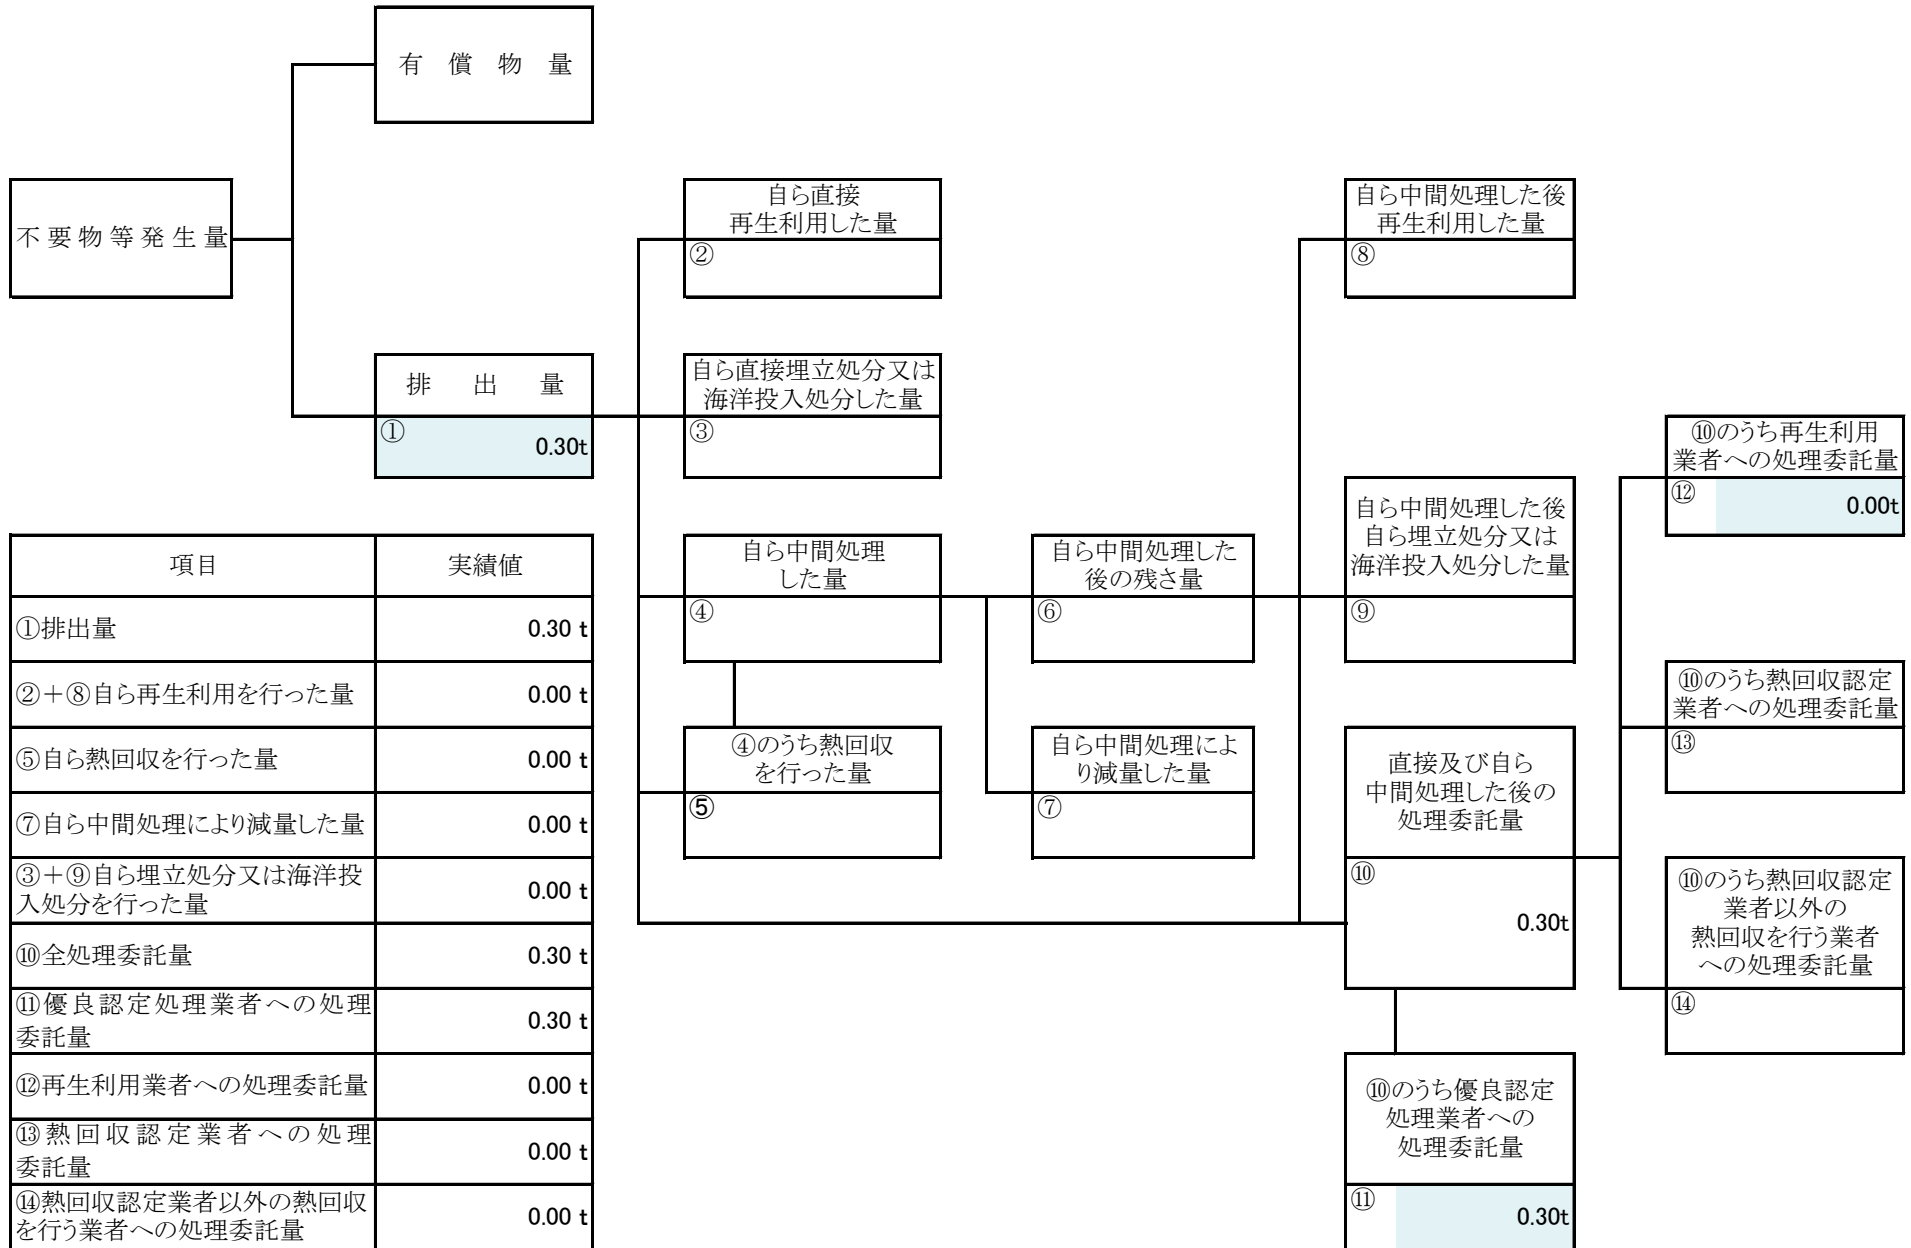 有償物量
不要物等発生量
自ら直接
再生利用した量
②
自ら中間処理した後
再生利用した量
⑧
排出量
①
0.30t
自ら直接埋立処分又は
海洋投入処分した量
③
⑩のうち再生利用
業者への処理委託量
⑫
0.00t
自ら中間処理した後
自ら埋立処分又は
海洋投入処分した量
⑨
自ら中間処理
した量
④
自ら中間処理した
後の残さ量
⑥
⑩のうち熱回収認定
業者への処理委託量
⑬
④のうち熱回収
を行った量
⑤
自ら中間処理によ
り減量した量
⑦
直接及び自ら
中間処理した後の
処理委託量
⑩
0.30t
⑩のうち熱回収認定
業者以外の
熱回収を行う業者
への処理委託量
⑭
⑩のうち優良認定
処理業者への
処理委託量
⑪
0.30t
項目 実績値
①排出量 0.30 t
②＋⑧自ら再生利用を行った量 0.00 t
⑤自ら熱回収を行った量 0.00 t
⑦自ら中間処理により減量した量 0.00 t
③＋⑨自ら埋立処分又は海洋投
入処分を行った量 0.00 t
⑩全処理委託量 0.30 t
⑪優良認定処理業者への処理
委託量 0.30 t
⑫再生利用業者への処理委託量 0.00 t
⑬熱回収認定業者への処理
委託量 0.00 t
⑭熱回収認定業者以外の熱回収
を行う業者への処理委託量 0.00 t